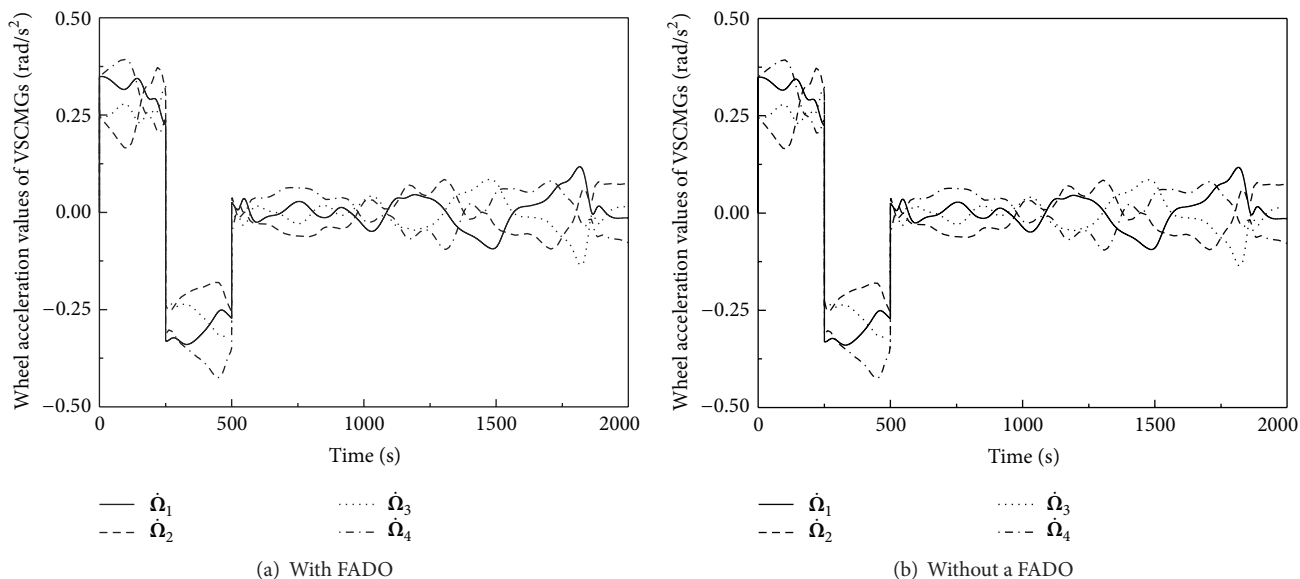 Wheel acceleration values of VSCMGs (rad/s²)
0.50
0.25
0.00
−0.25
−0.50
0 500 1000 1500 2000
Time (s)
Ω̇₁
Ω̇₂
Ω̇₃
Ω̇₄
(a) With FADO
Wheel acceleration values of VSCMGs (rad/s²)
0.50
0.25
0.00
−0.25
−0.50
0 500 1000 1500 2000
Time (s)
Ω̇₁
Ω̇₂
Ω̇₃
Ω̇₄
(b) Without a FADO